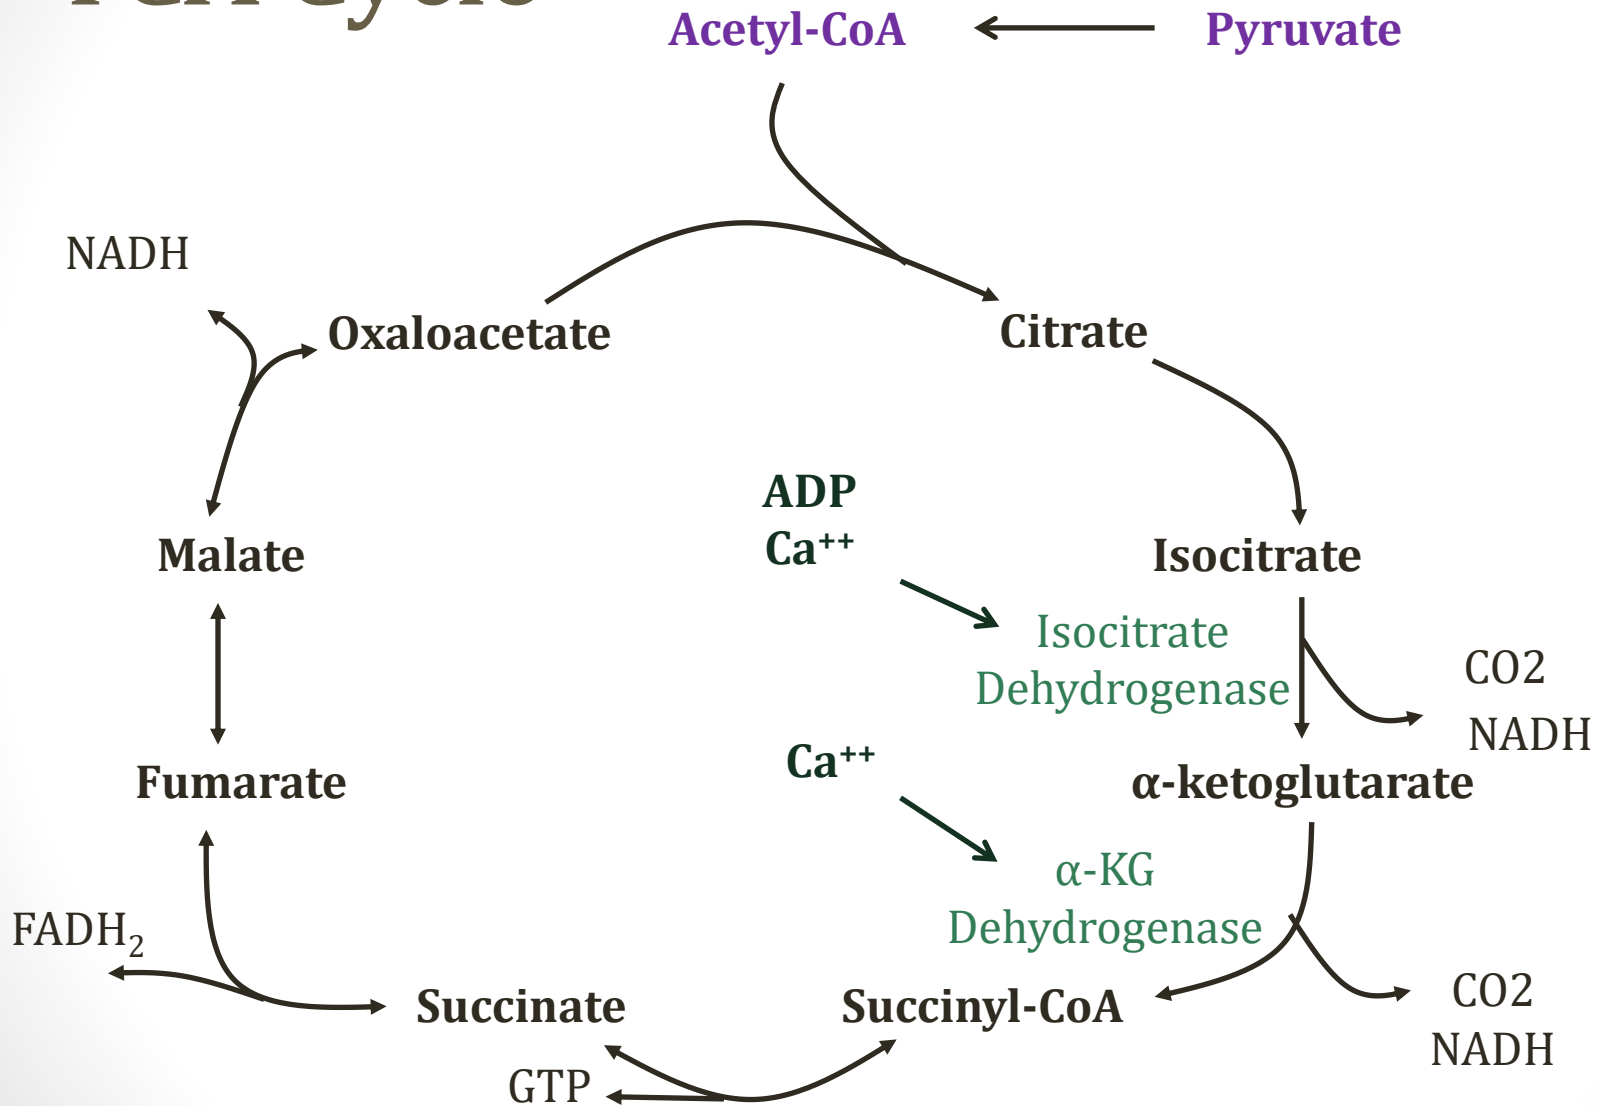 Acetyl-CoA
Pyruvate
NADH
Oxaloacetate
Citrate
ADP
Ca⁺⁺
Malate
Isocitrate
Isocitrate
Dehydrogenase
CO2
NADH
Ca⁺⁺
Fumarate
α-ketoglutarate
α-KG
Dehydrogenase
FADH₂
Succinate
Succinyl-CoA
CO2
NADH
GTP